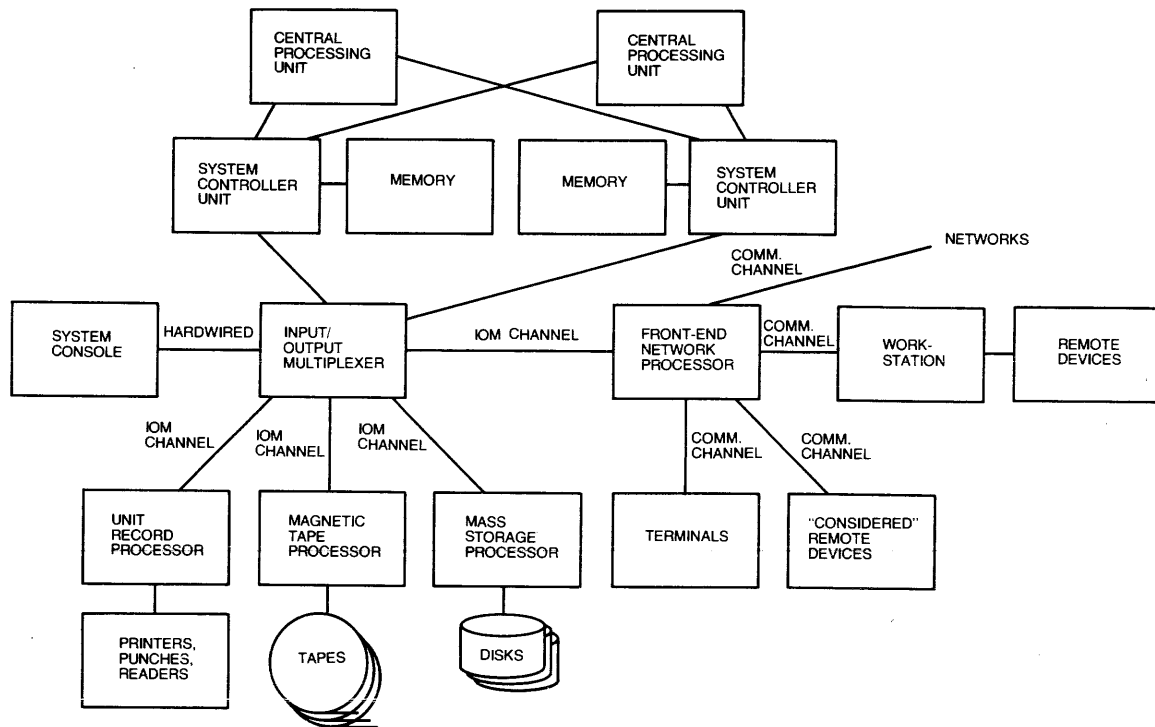 CENTRAL
PROCESSING
UNIT
CENTRAL
PROCESSING
UNIT
SYSTEM
CONTROLLER
UNIT
MEMORY
MEMORY
SYSTEM
CONTROLLER
UNIT
NETWORKS
COMM.
CHANNEL
SYSTEM
CONSOLE
HARDWIRED
INPUT/
OUTPUT
MULTIPLEXER
IOM CHANNEL
FRONT-END
NETWORK
PROCESSOR
COMM.
CHANNEL
WORK-
STATION
REMOTE
DEVICES
IOM
CHANNEL
IOM
CHANNEL
IOM
CHANNEL
COMM.
CHANNEL
COMM.
CHANNEL
UNIT
RECORD
PROCESSOR
MAGNETIC
TAPE
PROCESSOR
MASS
STORAGE
PROCESSOR
TERMINALS
"CONSIDERED"
REMOTE
DEVICES
PRINTERS,
PUNCHES,
READERS
TAPES
DISKS